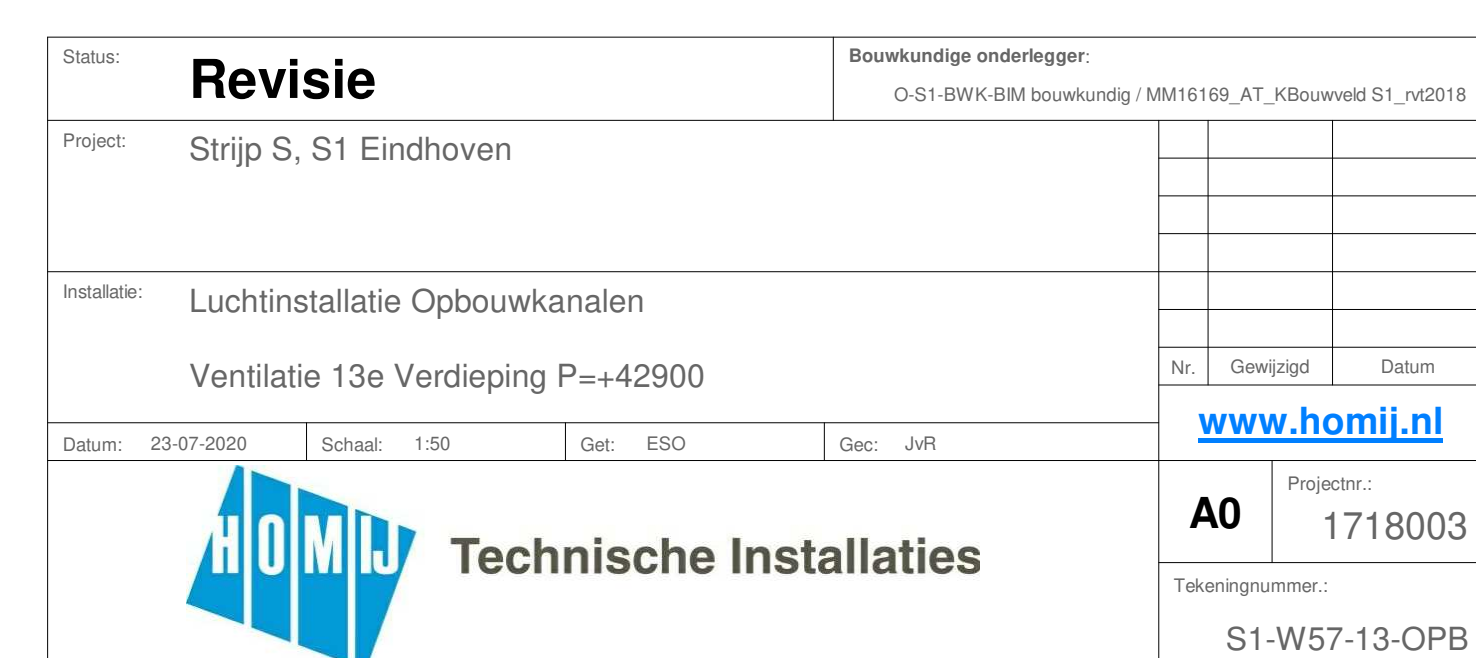 Status:
Revisie
Bouwkundige onderlegger:
O-S1-BWK-BIM bouwkundig / MM16169_AT_KBouwveld S1_rvt2018
Project:
Strijp S, S1 Eindhoven
Installatie:
Luchtinstallatie Opbouwkanalen
Ventilatie 13e Verdieping P=+42900
Nr. Gewijzigd Datum
www.homij.nl
Datum: 23-07-2020 Schaal: 1:50 Get: ESO Gec: JvR
HOMIJ
Technische Installaties
A0
Projectnr.:
1718003
Tekeningnummer.:
S1-W57-13-OPB